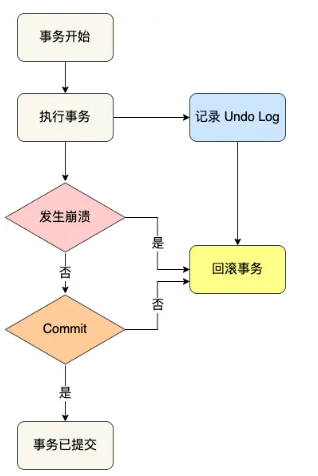 事务开始
执行事务
记录 Undo Log
发生崩溃
是
回滚事务
否
否
Commit
是
事务已提交